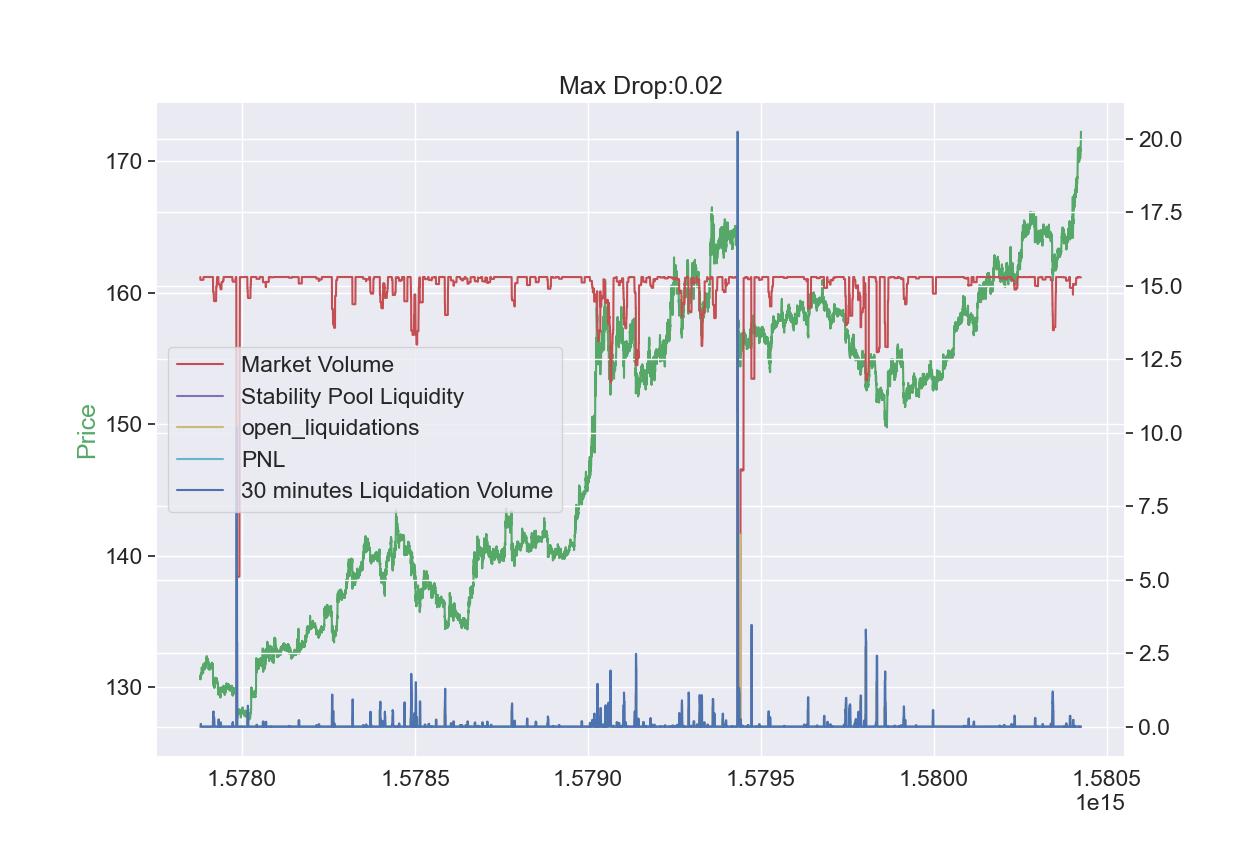 Max Drop:0.02
170
160
150
140
130
Price
20.0
17.5
15.0
12.5
10.0
7.5
5.0
2.5
0.0
Market Volume
Stability Pool Liquidity
open_liquidations
PNL
30 minutes Liquidation Volume
1.5780 1.5785 1.5790 1.5795 1.5800 1.5805
1e15